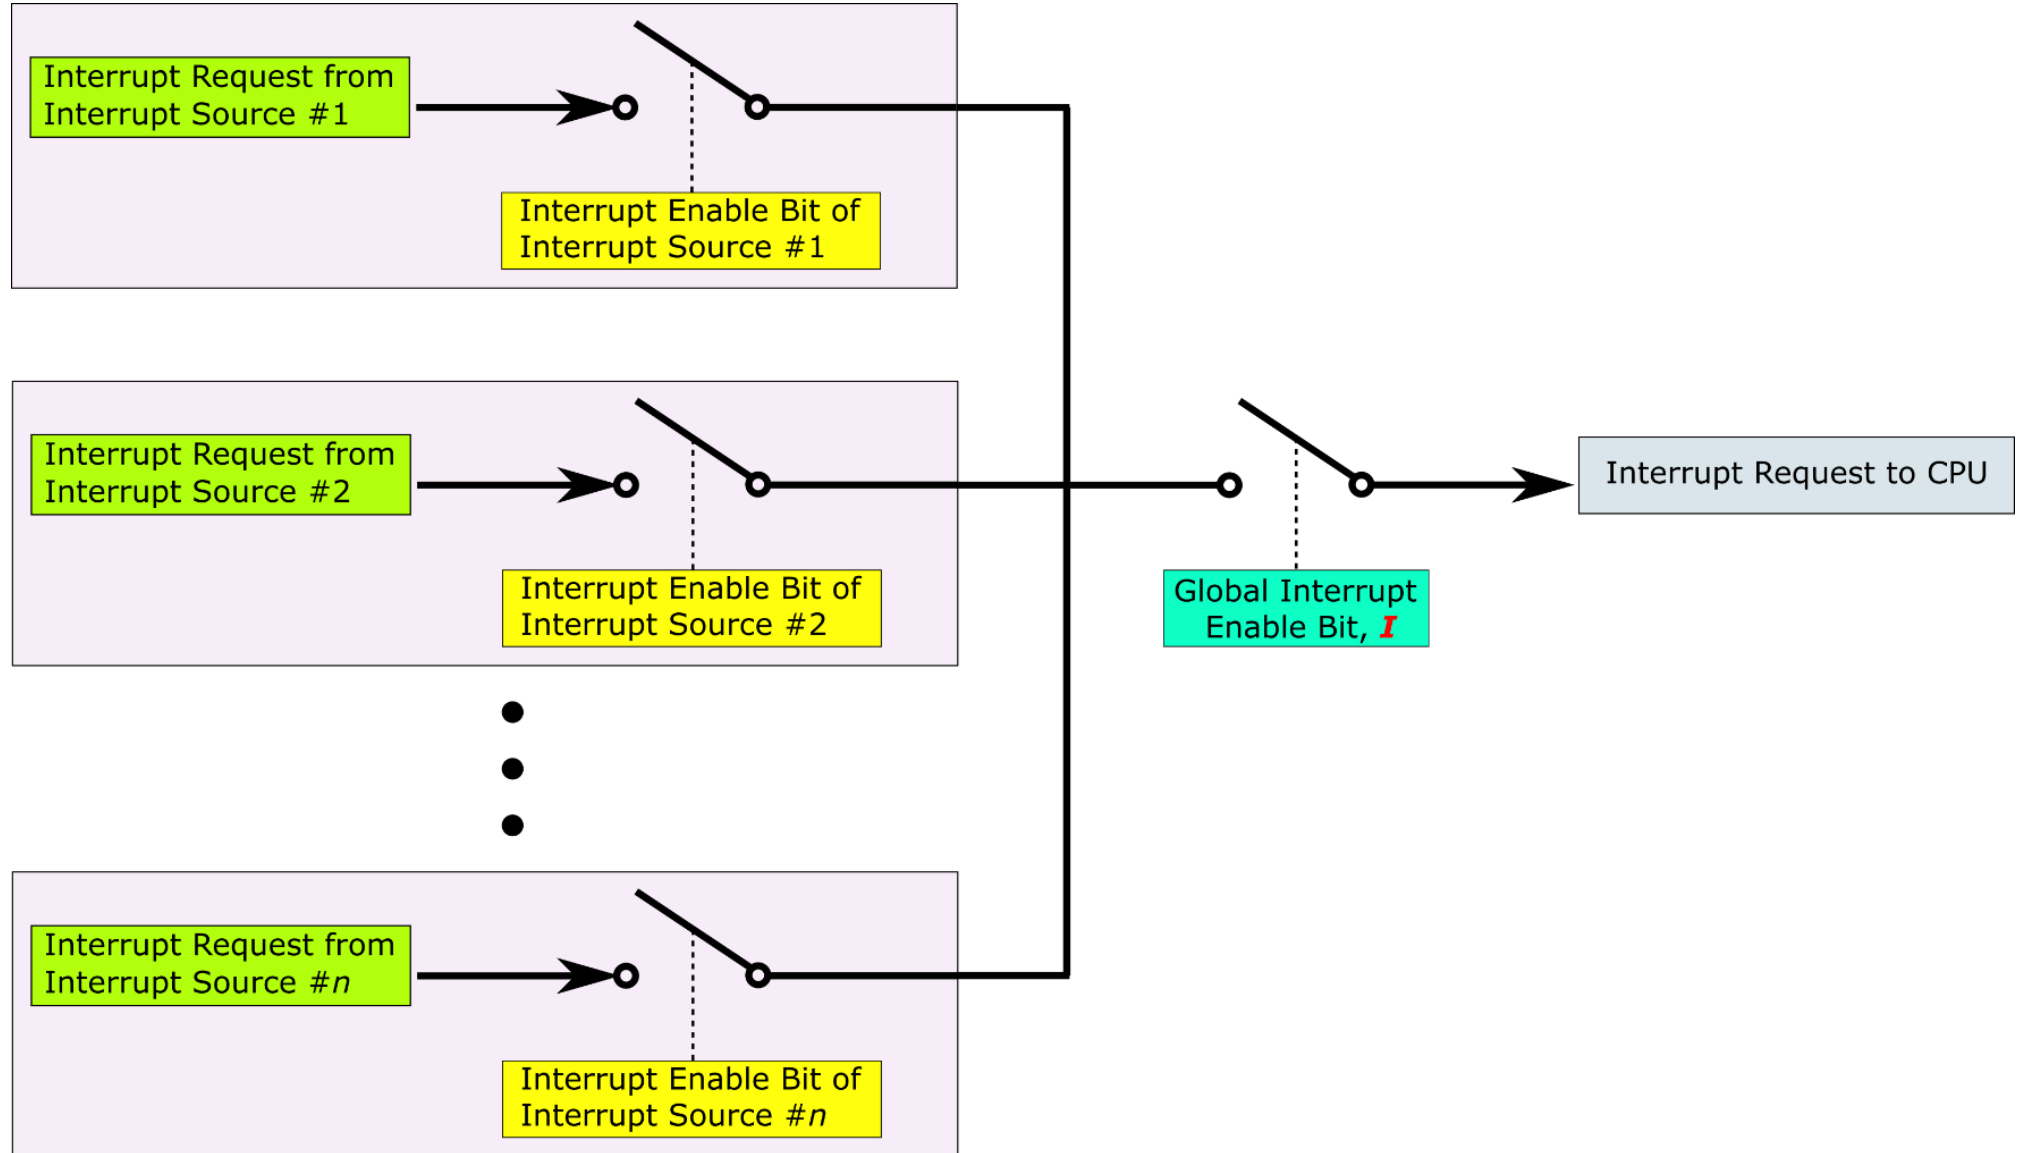 Interrupt Request from
Interrupt Source #1
Interrupt Enable Bit of
Interrupt Source #1
Interrupt Request from
Interrupt Source #2
Interrupt Enable Bit of
Interrupt Source #2
Global Interrupt
Enable Bit, I
Interrupt Request to CPU
Interrupt Request from
Interrupt Source #n
Interrupt Enable Bit of
Interrupt Source #n